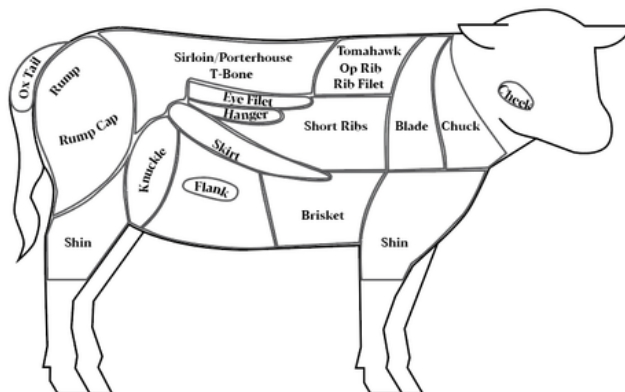 Ox Tail
Rump
Rump Cap
Sirloin/Porterhouse
T-Bone
Tomahawk
Op Rib
Rib Filet
Eye Filet
Hanger
Short Ribs
Blade
Chuck
Cheek
Skirt
Knuckle
Flank
Brisket
Shin
Shin